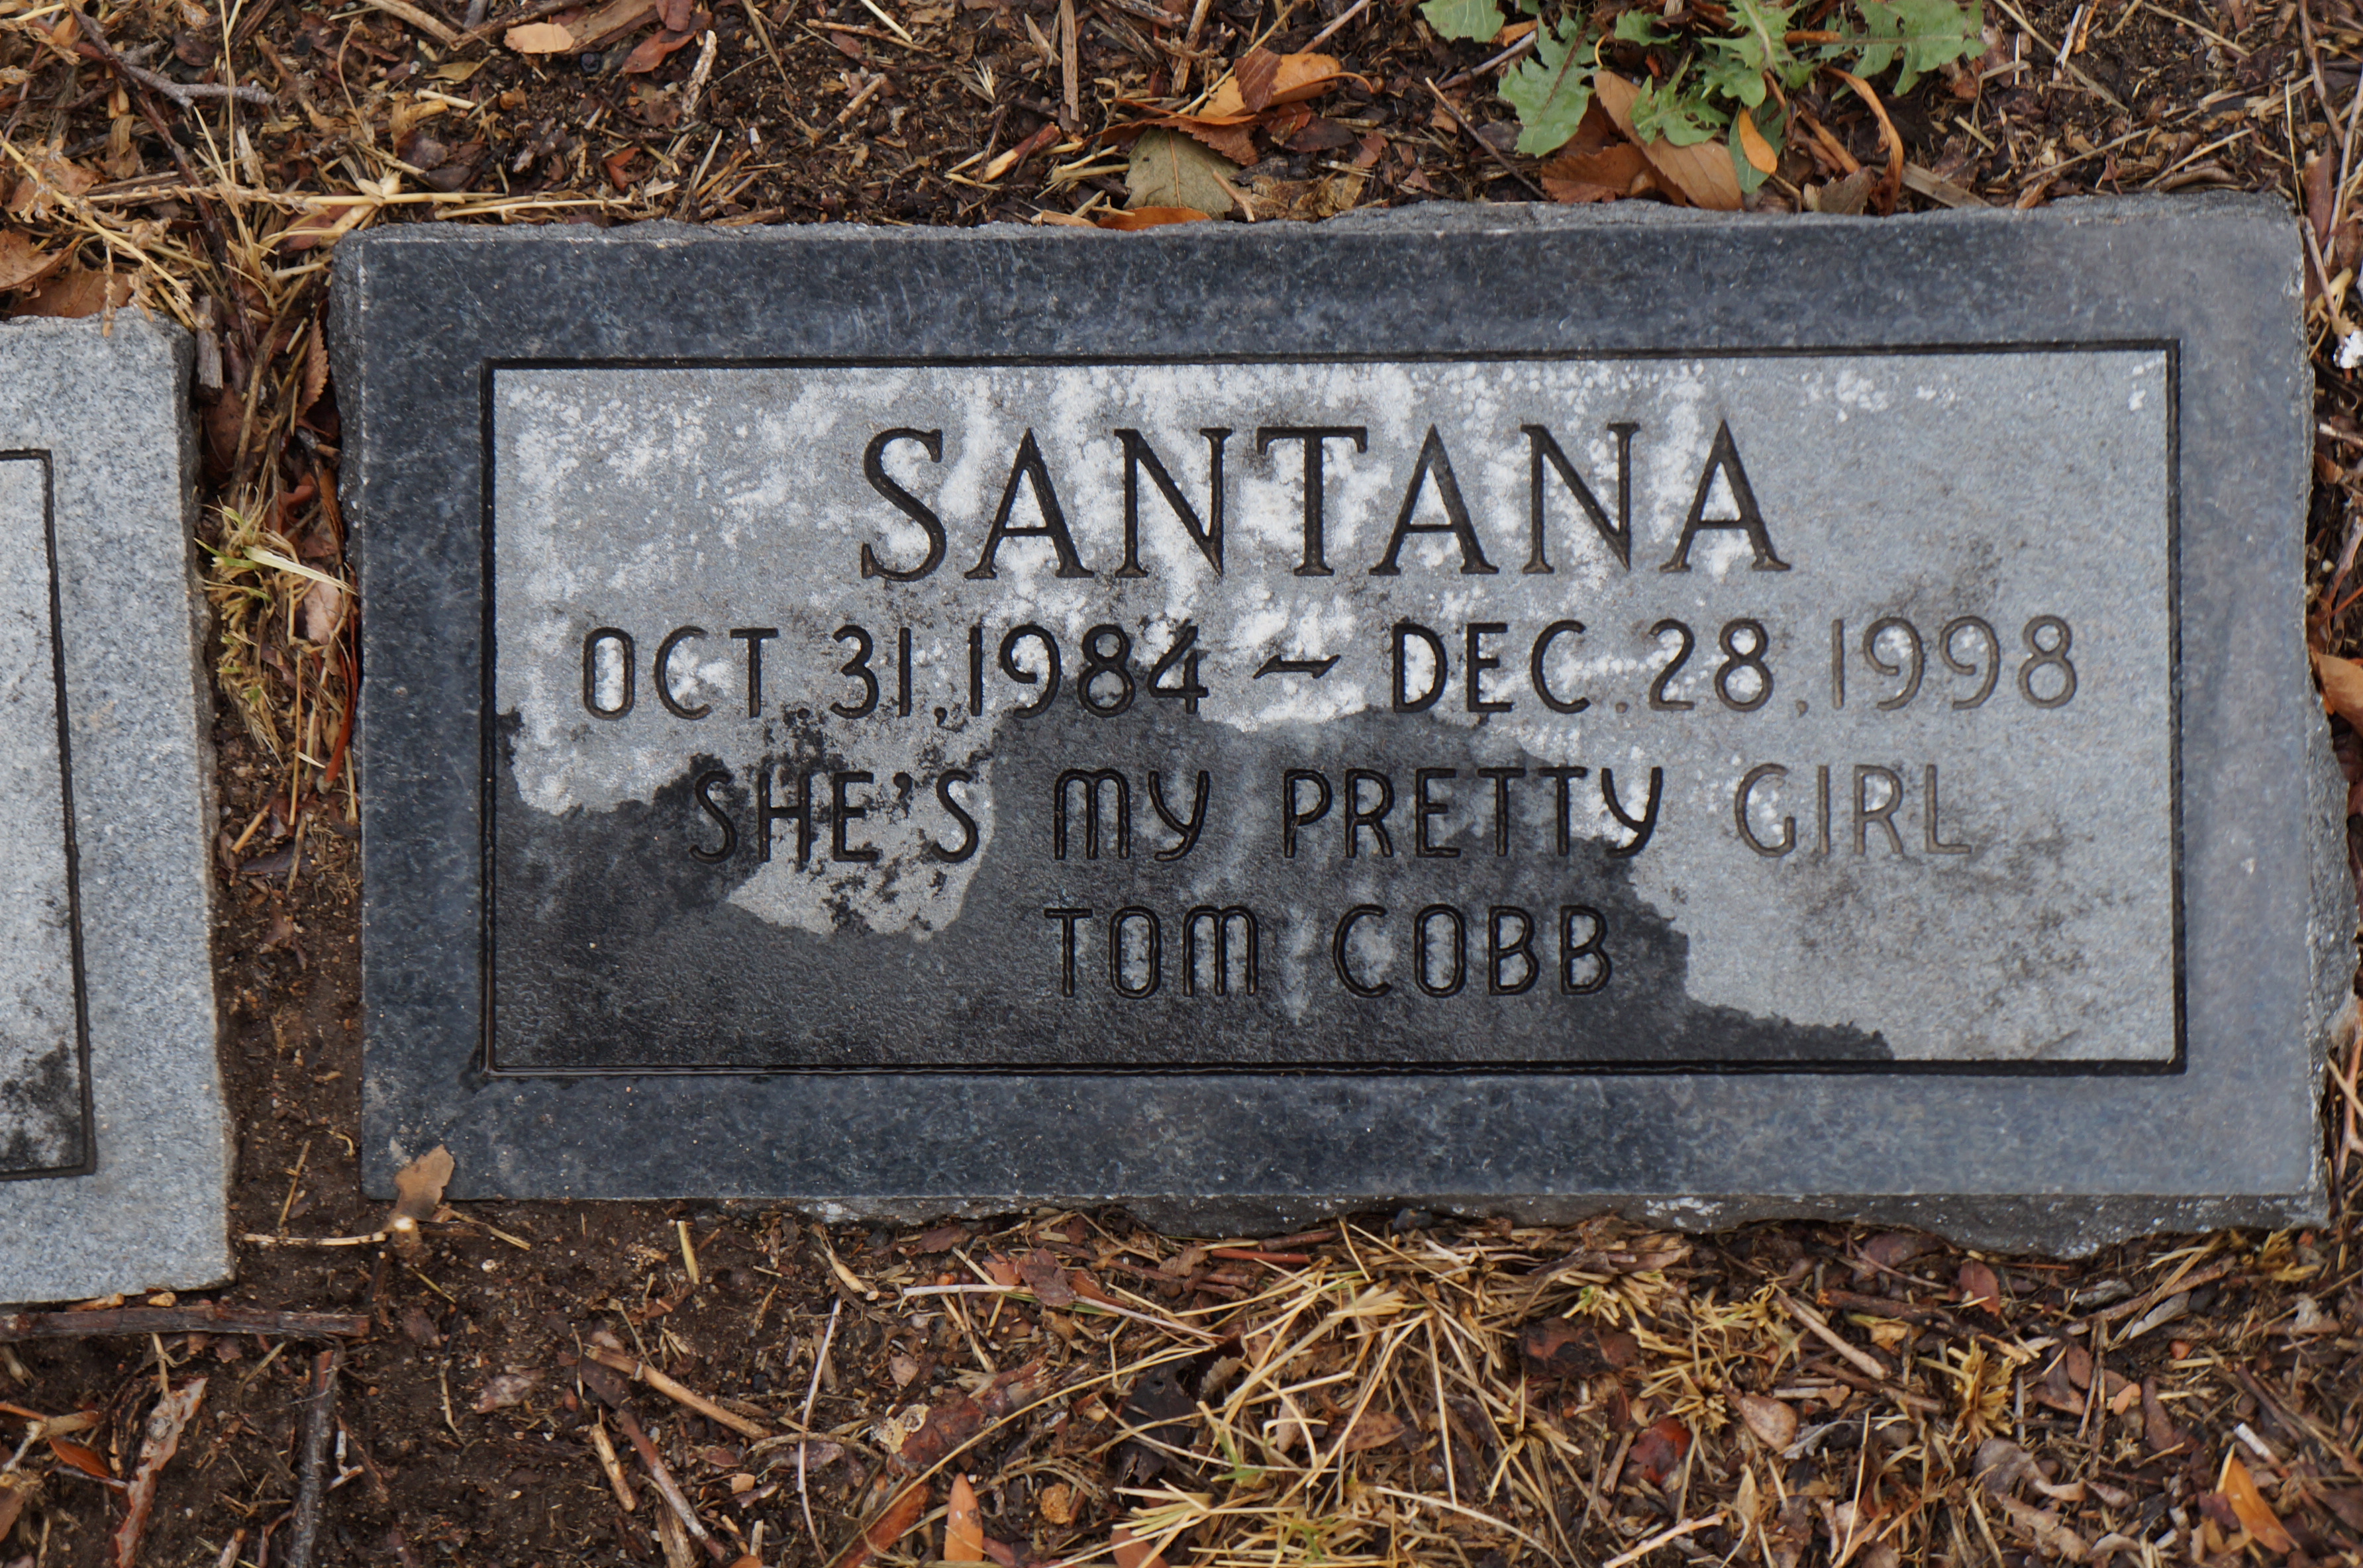 SANTANA
OCT. 31, 1984 ~ DEC. 28, 1998
SHE'S MY PRETTY GIRL
TOM COBB